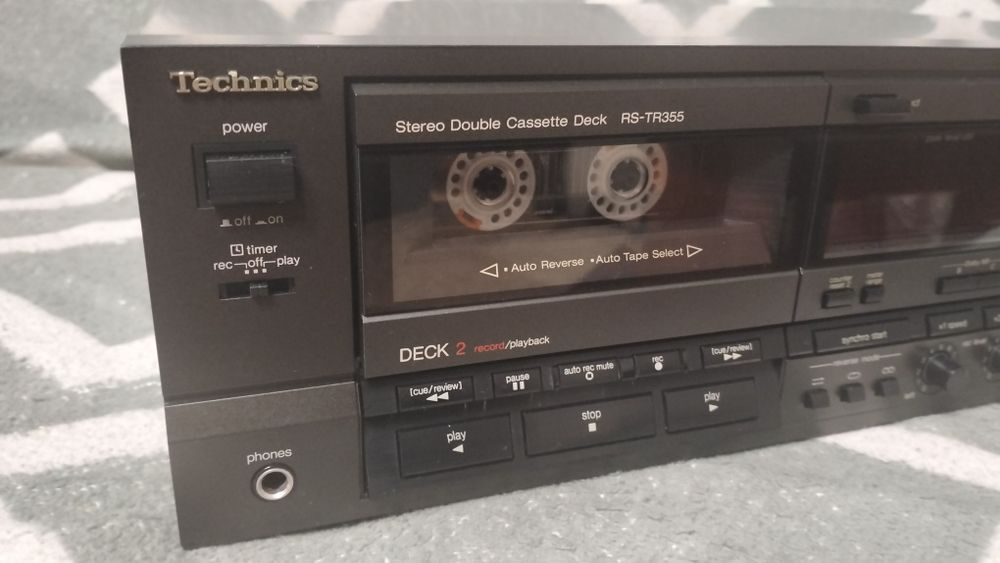 Technics
power
off on
timer
rec off play
phones
Stereo Double Cassette Deck RS-TR355
Auto Reverse Auto Tape Select
DECK 2 record/playback
[cue/review]
pause
auto rec mute
rec
[cue/review]
play
stop
play
synchro start
reverse mode